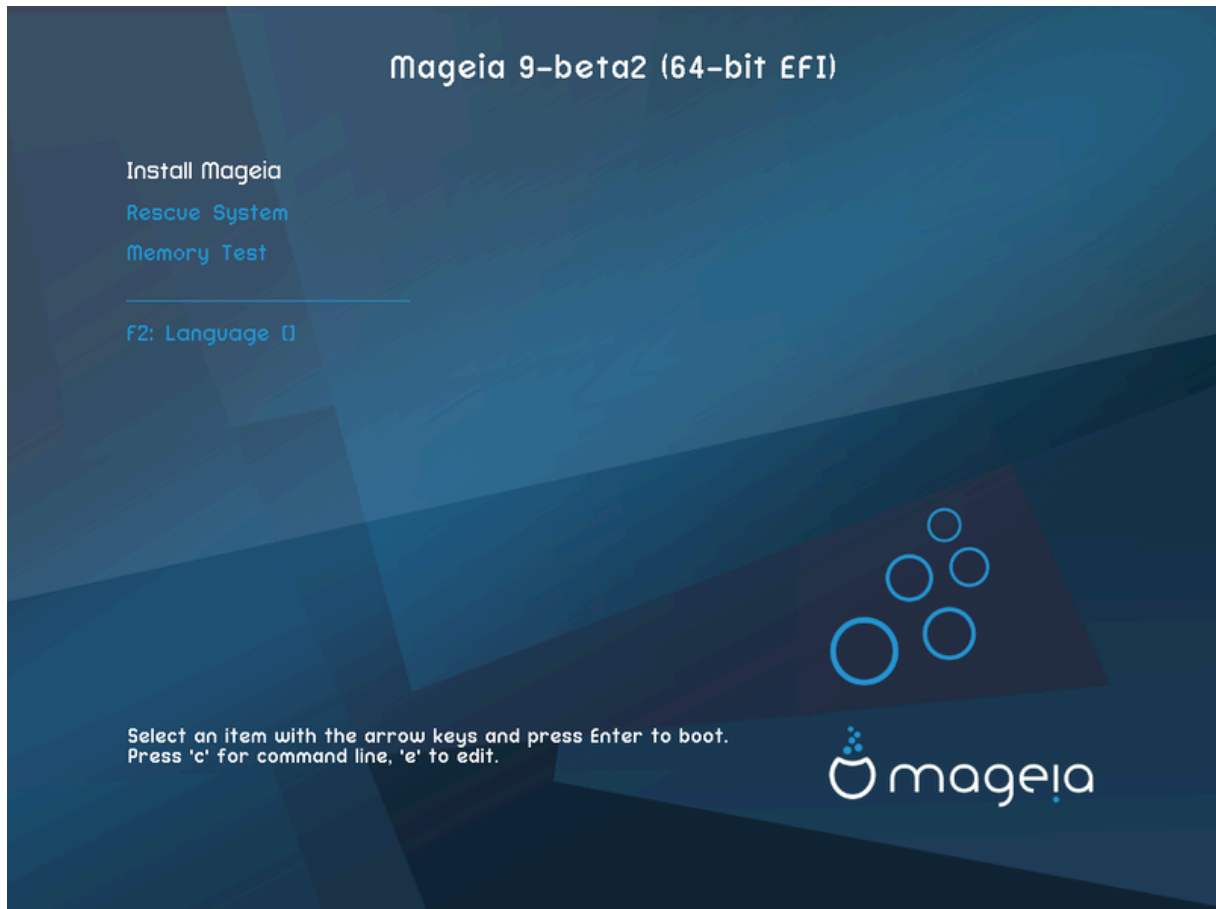 Mageia 9-beta2 (64-bit EFI)
Install Mageia
Rescue System
Memory Test
F2: Language []
Select an item with the arrow keys and press Enter to boot.
Press 'c' for command line, 'e' to edit.
mageia